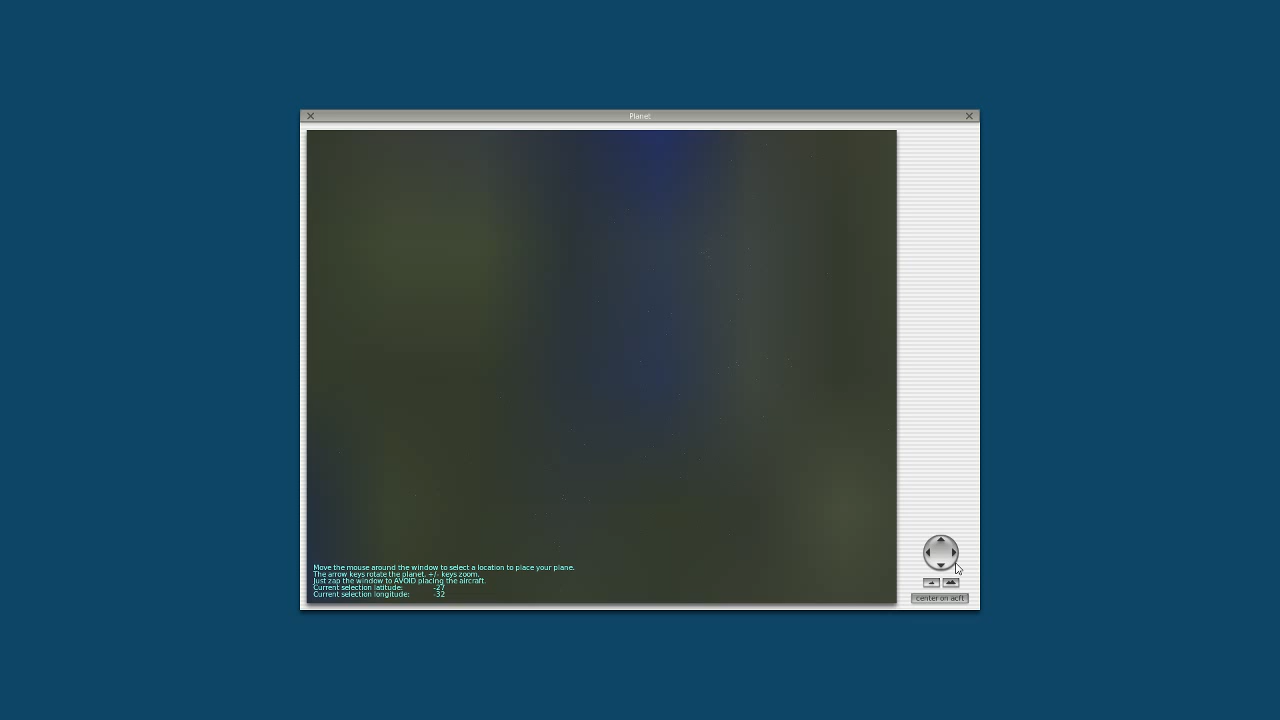 Planet
Move the mouse around the window to select a location to place your plane.
The arrow keys rotate the planet. +/- keys zoom.
Just zap the window to AVOID placing the aircraft.
Current selection latitude: -27
Current selection longitude: -32
center on acft